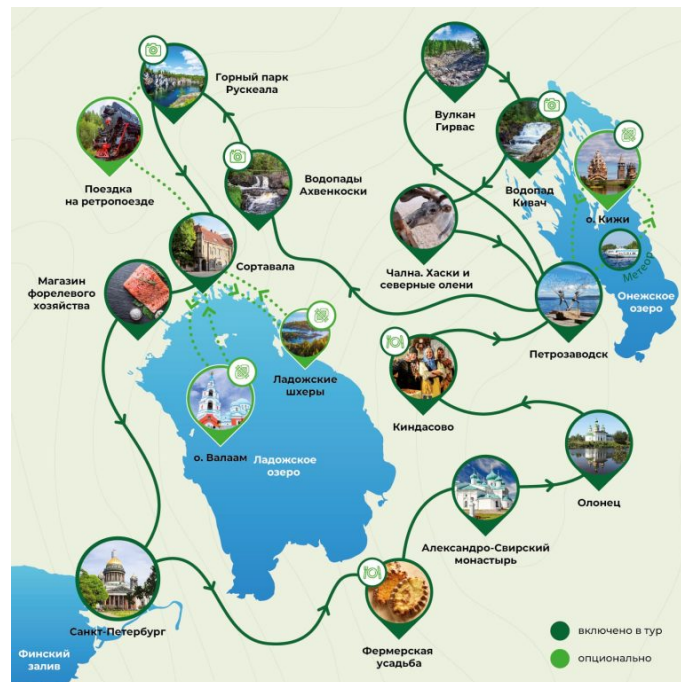 Горный парк
Рускеала
Вулкан
Гирвас
Поездка
на ретропоезде
Водопады
Ахвенкоски
Водопад
Кивач
о. Кижи
Метеор
Магазин
форелевого
хозяйства
Сортавала
Чална. Хаски и
северные олени
Онежское
озеро
Петрозаводск
Ладожские
шхеры
Киндасово
о. Валаам
Ладожское
озеро
Олонец
Александро-Свирский
монастырь
Санкт-Петербург
Финский
залив
Фермерская
усадьба
включено в тур
опционально